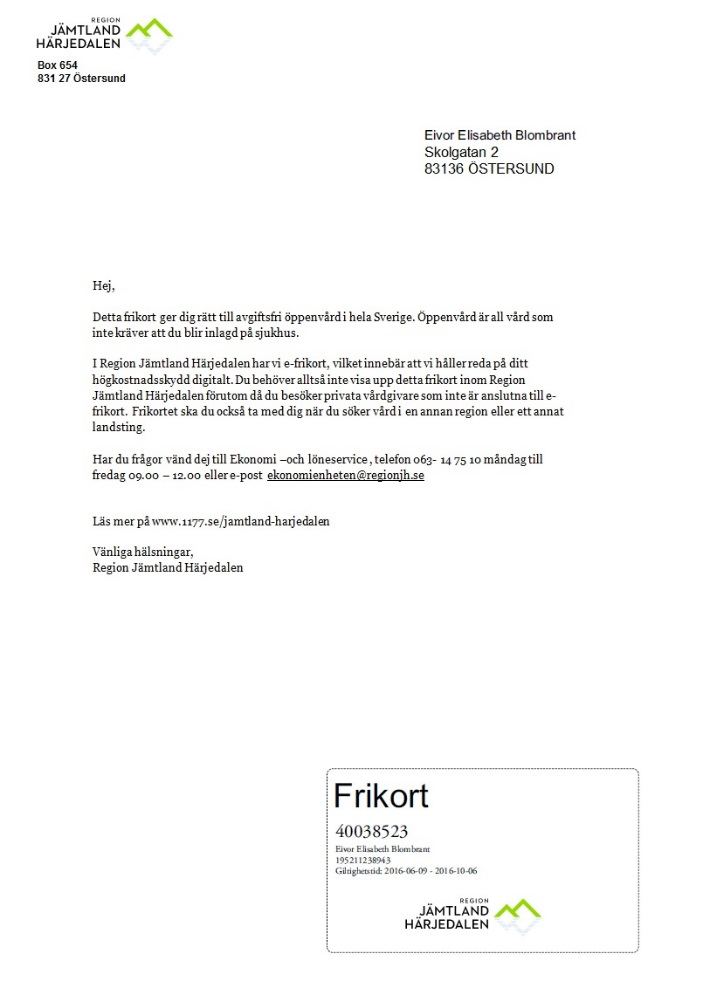 REGION
JÄMTLAND
HÄRJEDALEN
Box 654
831 27 Östersund
Eivor Elisabeth Blombrant
Skolgatan 2
83136 ÖSTERSUND
Hej,
Detta frikort ger dig rätt till avgiftsfri öppenvård i hela Sverige. Öppenvård är all vård som
inte kräver att du blir inlagd på sjukhus.
I Region Jämtland Härjedalen har vi e-frikort, vilket innebär att vi håller reda på ditt
högkostnadsskydd digitalt. Du behöver alltså inte visa upp detta frikort inom Region
Jämtland Härjedalen förutom då du besöker privata vårdgivare som inte är anslutna till e-
frikort. Frikortet ska du också ta med dig när du söker vård i en annan region eller ett annat
landsting.
Har du frågor vänd dej till Ekonomi –och löneservice , telefon 063- 14 75 10 måndag till
fredag 09.00 – 12.00 eller e-post ekonomienheten@regionjh.se
Läs mer på www.1177.se/jamtland-harjedalen
Vänliga hälsningar,
Region Jämtland Härjedalen
Frikort
40038523
Eivor Elisabeth Blombrant
195211238943
Giltighetstid: 2016-06-09 - 2016-10-06
REGION
JÄMTLAND
HÄRJEDALEN